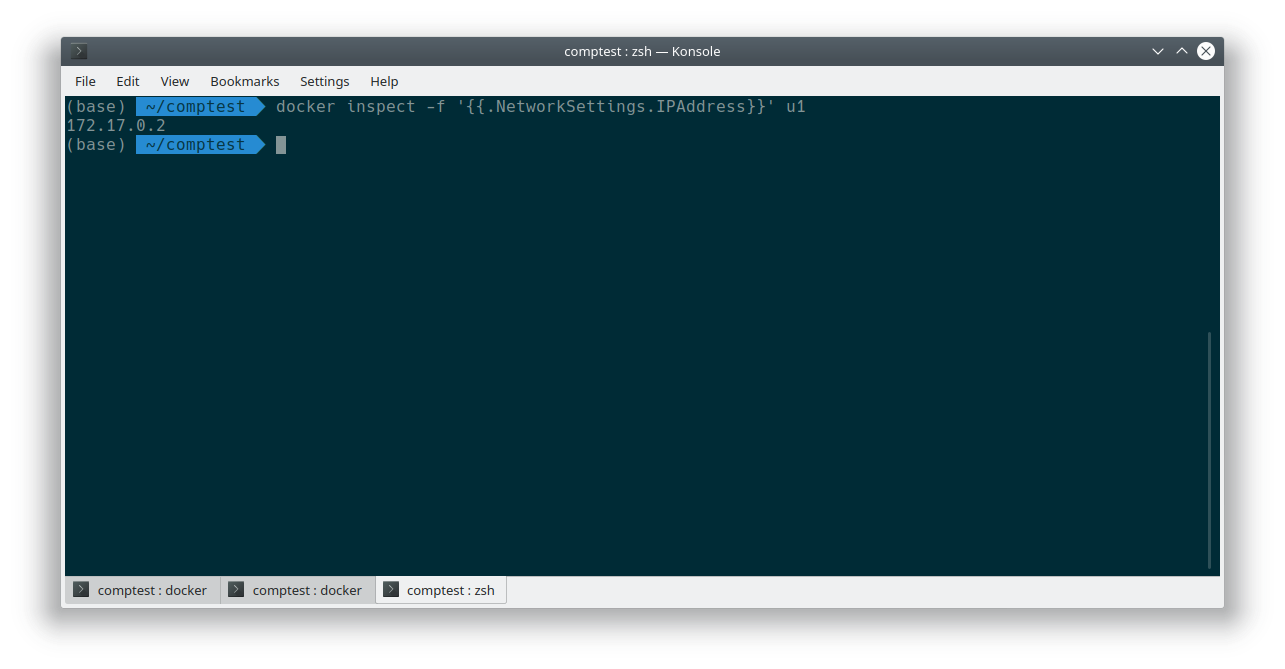 comptest : zsh — Konsole
File Edit View Bookmarks Settings Help
(base) ~/comptest docker inspect -f '{{.NetworkSettings.IPAddress}}' u1
172.17.0.2
(base) ~/comptest
comptest : docker comptest : docker comptest : zsh